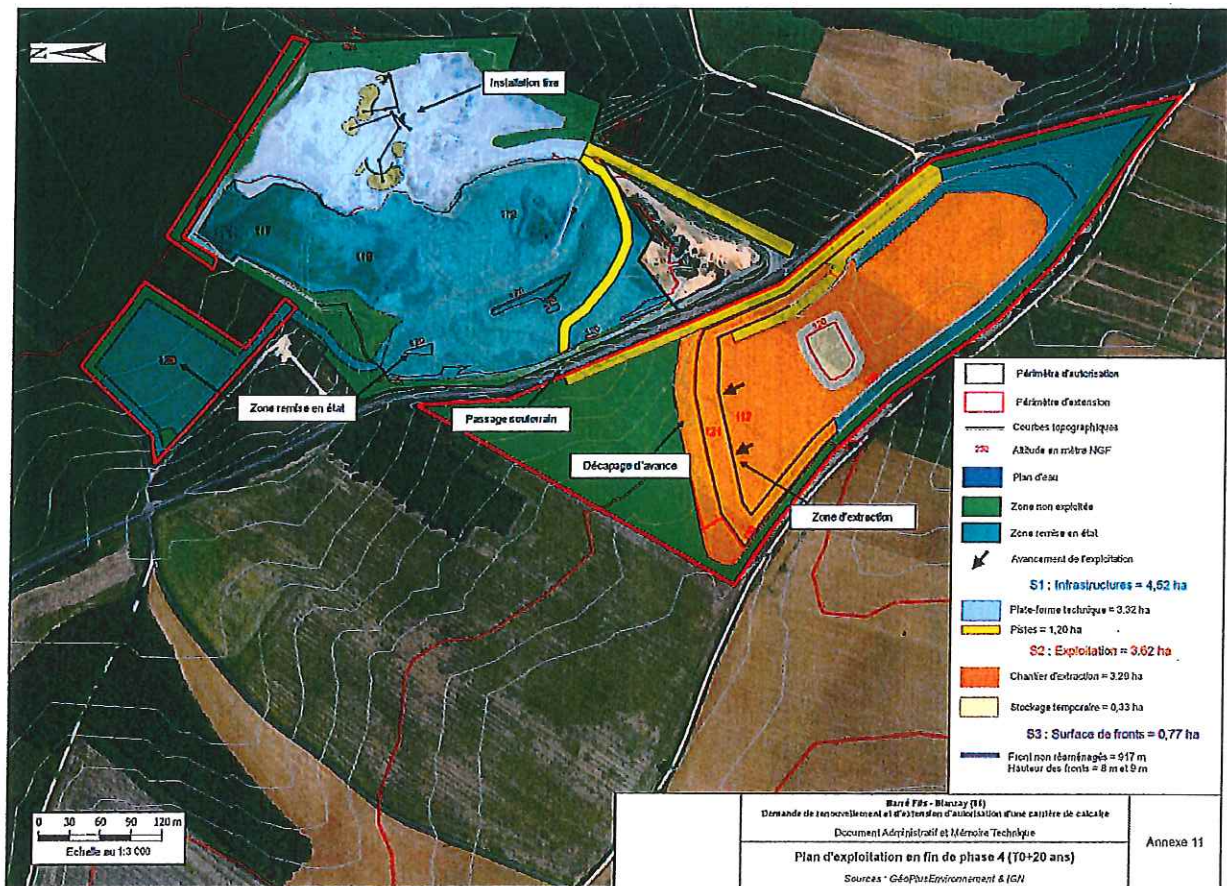 N
Installation fixe
117
118
Zone remise en état
Passage souterrain
Décapage d'avance
Zone d'extraction
121
112
Périmètre d'autorisation
Périmètre d'extension
Courbes topographiques
Altitude en mètre NGF
Plan d'eau
Zone non exploitée
Zone remise en état
Avancement de l'exploitation
S1 : Infrastructures = 4,52 ha
Plate-forme technique = 3,32 ha
Pistes = 1,20 ha
S2 : Exploitation = 3.62 ha
Chantier d'extraction = 3,29 ha
Stockage temporaire = 0,33 ha
S3 : Surface de fronts = 0,77 ha
Front non réaménagés = 917 m
Hauteur des fronts = 8 m et 9 m
0 30 60 90 120 m
Echelle au 1:3 000
Barré Fils - Blanzay (86)
Demande de renouvellement et d'extension d'autorisation d'une carrière de calcaire
Document Administratif et Mémoire Technique
Plan d'exploitation en fin de phase 4 (T0+20 ans)
Sources : GéoPlusEnvironnement & IGN
Annexe 11